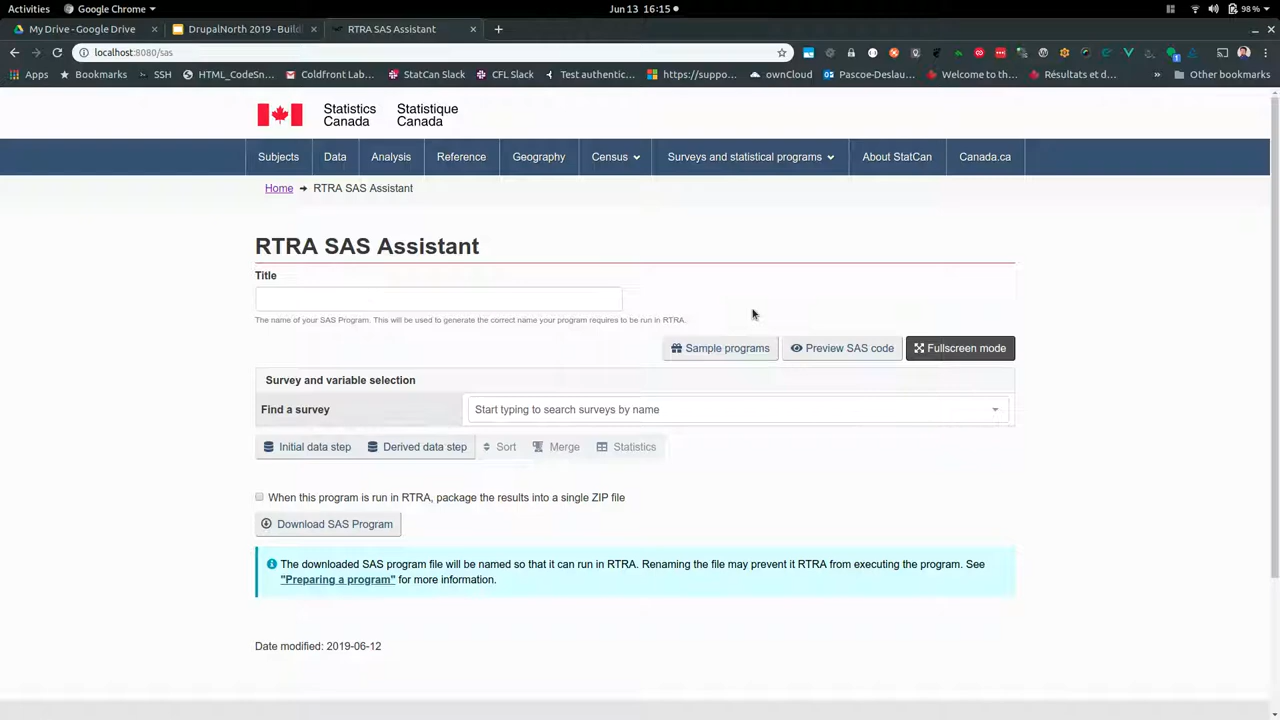 Activities Google Chrome Jun 13 16:15 98%
My Drive - Google Drive DrupalNorth 2019 - Build RTRA SAS Assistant
localhost:8080/sas
Apps Bookmarks SSH HTML_CodeSn... ColdFront Lab... StatCan Slack CFL Slack Test authentic... https://suppo... ownCloud Pascoe-Deslau... Welcome to th... Résultats et d... » Other bookmarks
Statistics Canada Statistique Canada
Subjects Data Analysis Reference Geography Census Surveys and statistical programs About StatCan Canada.ca
Home → RTRA SAS Assistant
RTRA SAS Assistant
Title
The name of your SAS Program. This will be used to generate the correct name your program requires to be run in RTRA.
Sample programs Preview SAS code Fullscreen mode
Survey and variable selection
Find a survey Start typing to search surveys by name
Initial data step Derived data step Sort Merge Statistics
When this program is run in RTRA, package the results into a single ZIP file
Download SAS Program
The downloaded SAS program file will be named so that it can run in RTRA. Renaming the file may prevent it RTRA from executing the program. See
"Preparing a program" for more information.
Date modified: 2019-06-12